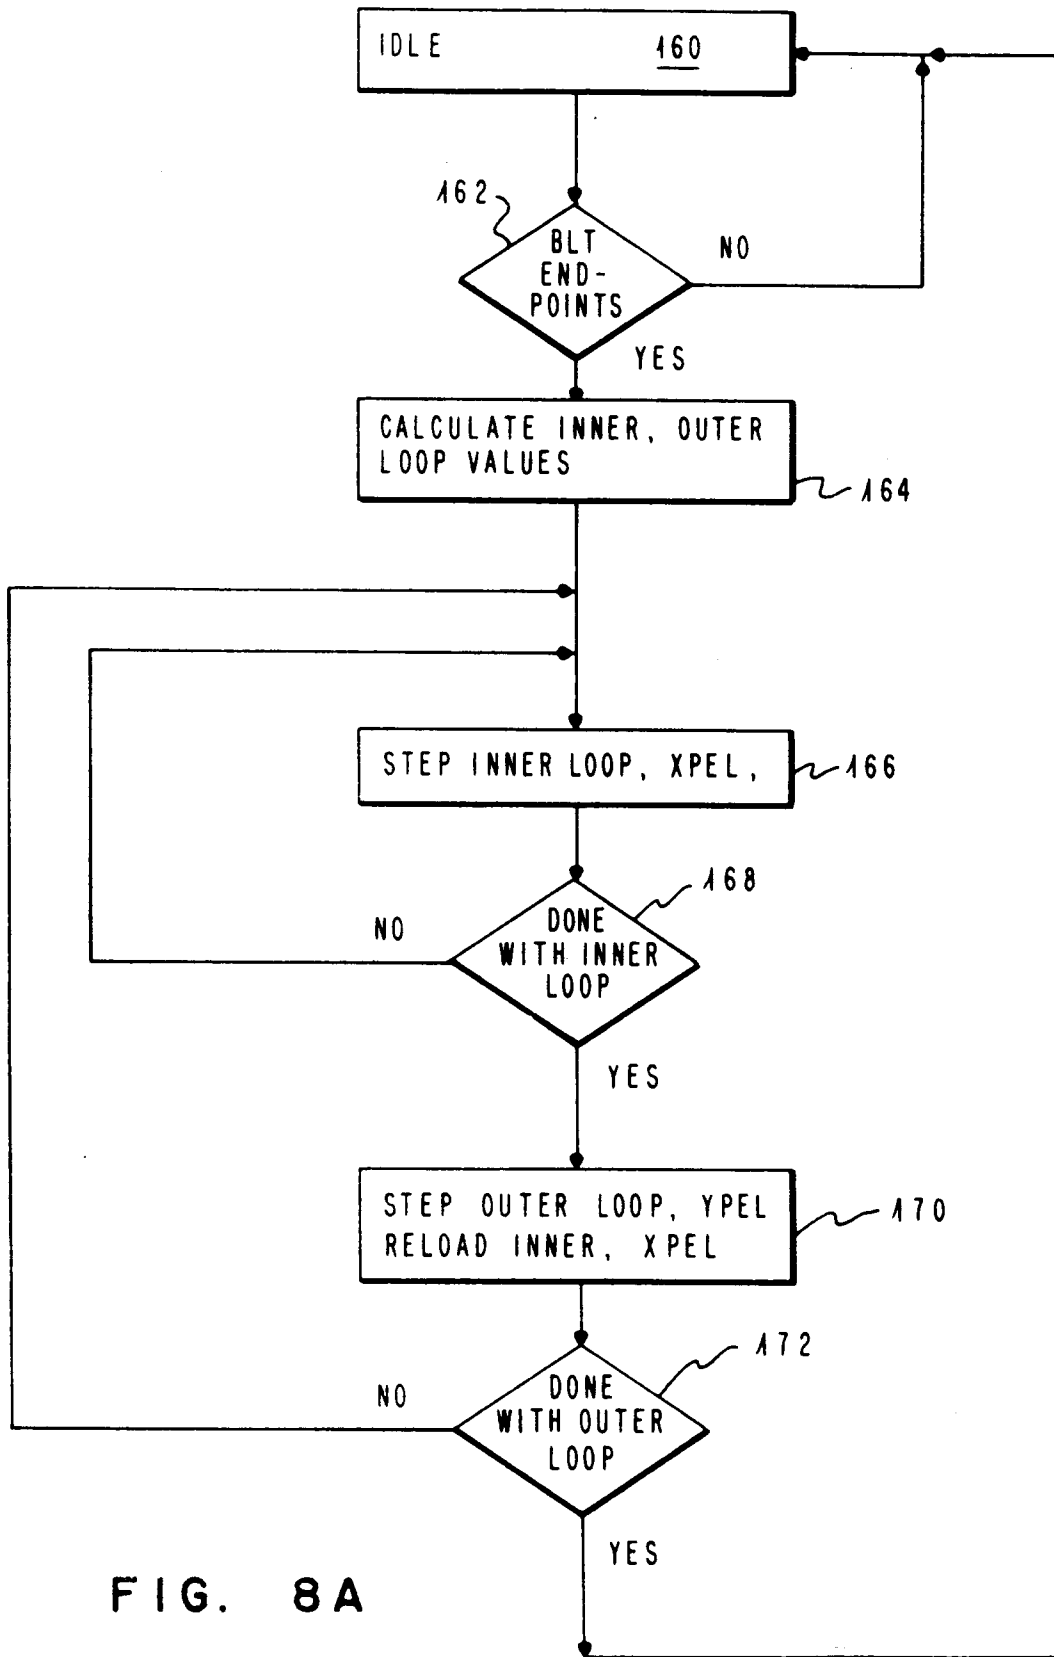 IDLE 160
162
BLT
END-
POINTS
NO
YES
CALCULATE INNER, OUTER
LOOP VALUES
164
STEP INNER LOOP, XPEL,
166
168
DONE
WITH INNER
LOOP
NO
YES
STEP OUTER LOOP, YPEL
RELOAD INNER, XPEL
170
172
DONE
WITH OUTER
LOOP
NO
YES
FIG. 8A